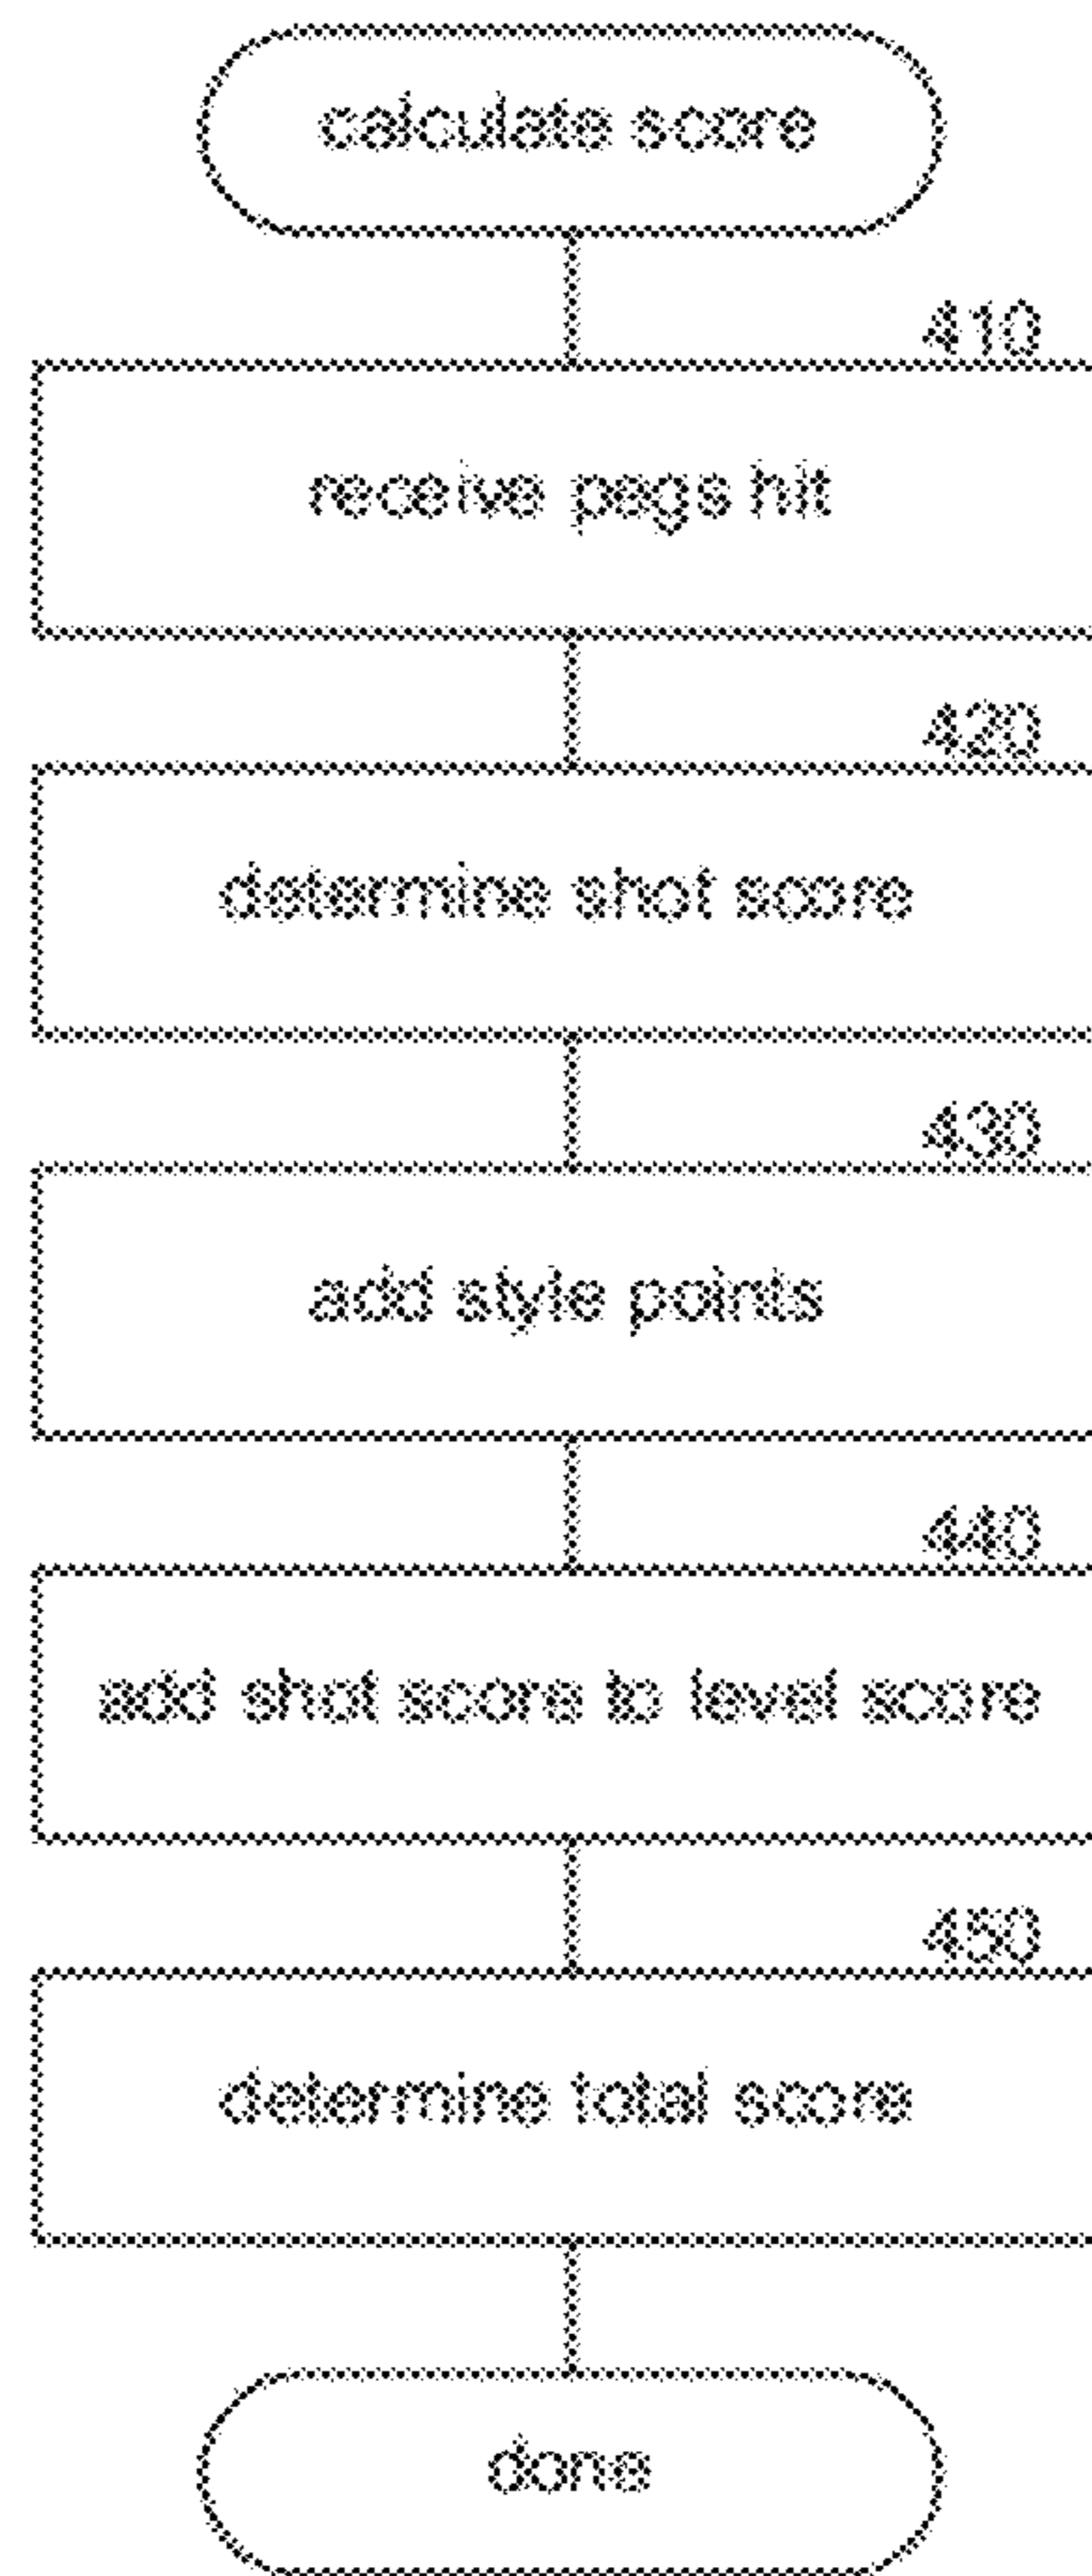 calculate score
410
receive pegs hit
420
determine shot score
430
add style points
440
add shot score to level score
450
determine total score
done